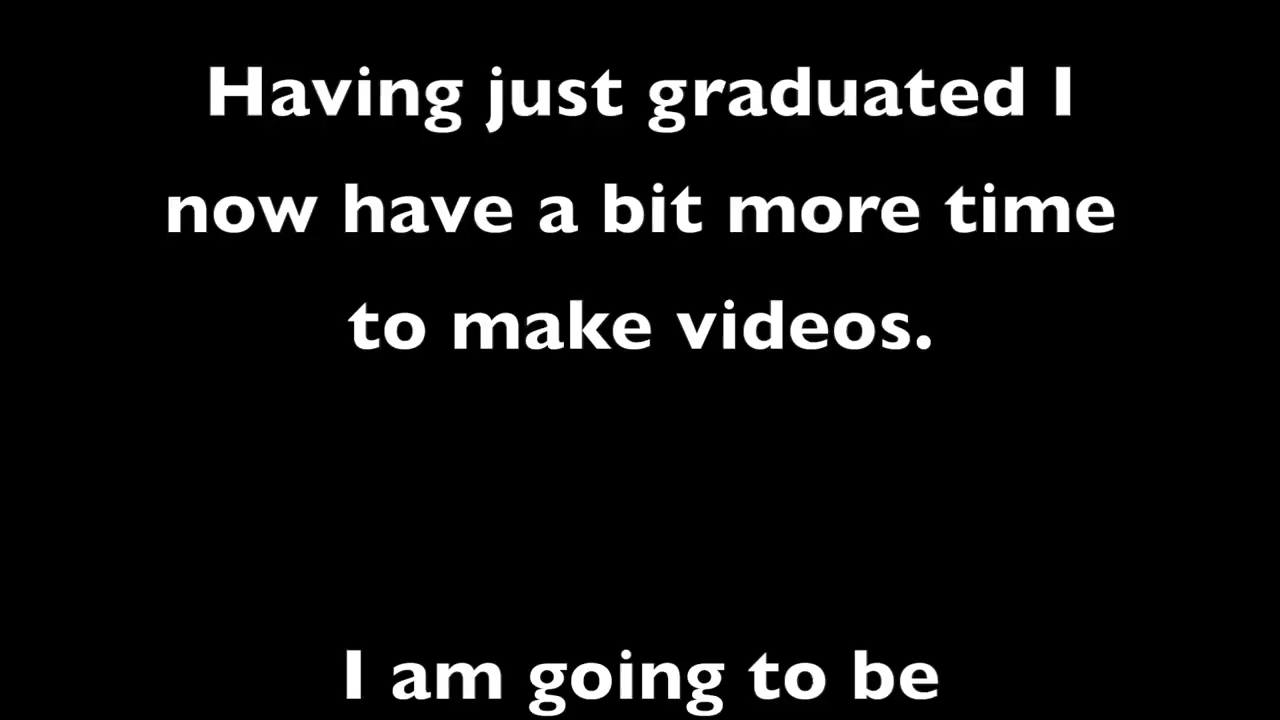 Having just graduated I
now have a bit more time
to make videos.
I am going to be